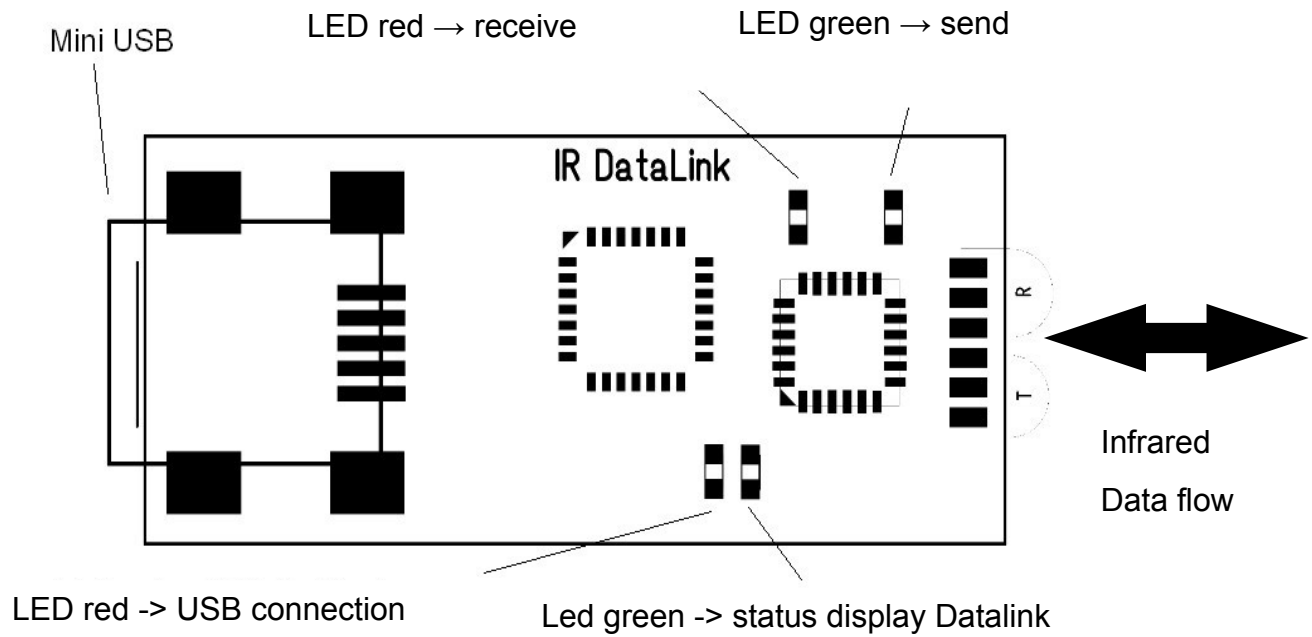 LED red → receive
LED green → send
Mini USB
IR DataLink
R
T
Infrared
Data flow
LED red -> USB connection
Led green -> status display Datalink